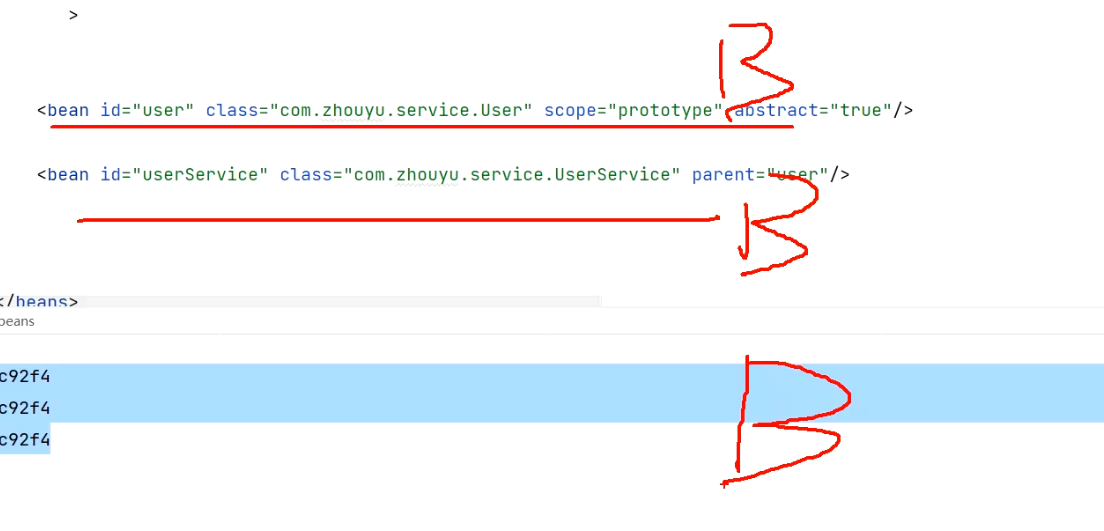 >
<bean id="user" class="com.zhouyu.service.User" scope="prototype" abstract="true"/>
B
<bean id="userService" class="com.zhouyu.service.UserService" parent="user"/>
B
</beans>
beans
c92f4
c92f4
c92f4
B